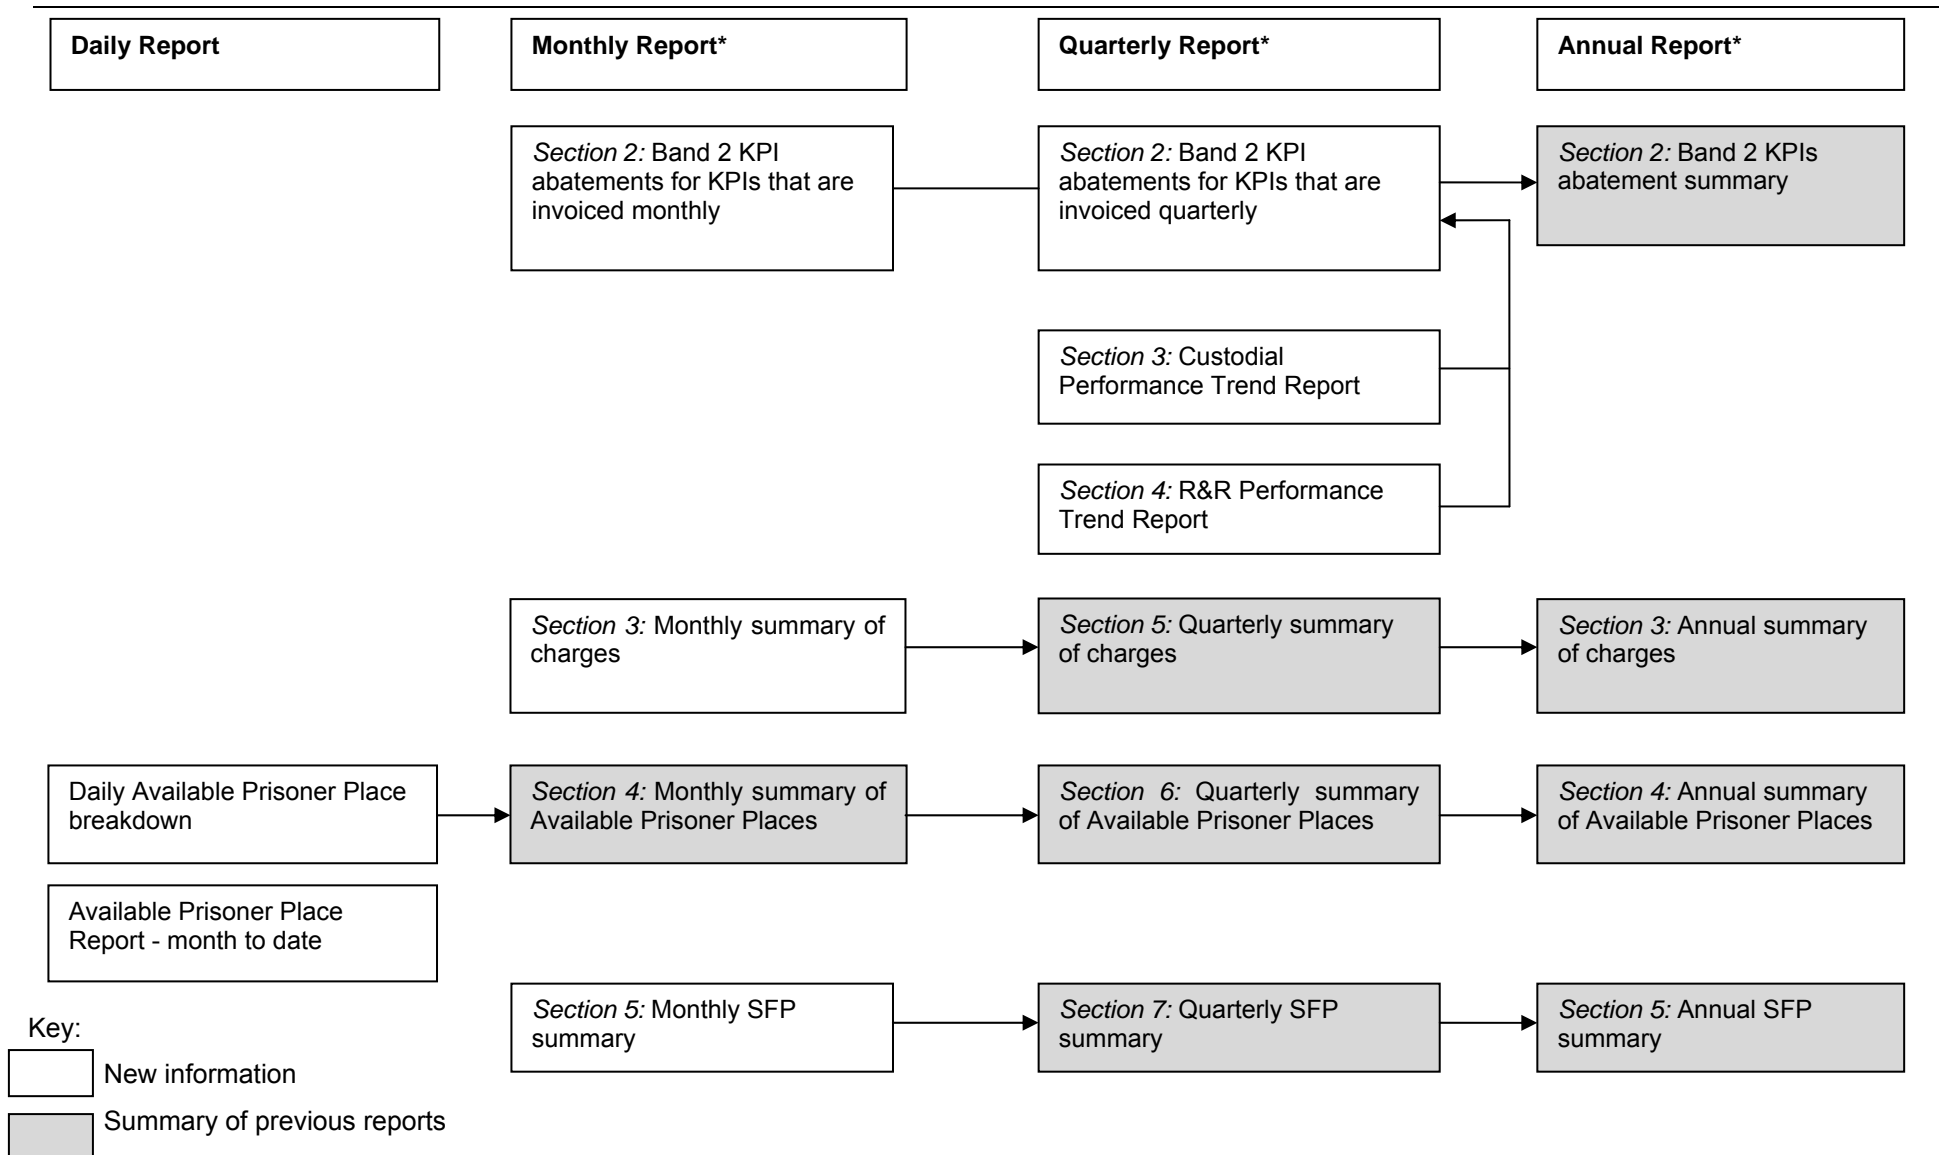 Daily Report
Monthly Report*
Quarterly Report*
Annual Report*
Section 2: Band 2 KPI
abatements for KPIs that are
invoiced monthly
Section 2: Band 2 KPI
abatements for KPIs that are
invoiced quarterly
Section 2: Band 2 KPIs
abatement summary
Section 3: Custodial
Performance Trend Report
Section 4: R&R Performance
Trend Report
Section 3: Monthly summary of
charges
Section 5: Quarterly summary
of charges
Section 3: Annual summary
of charges
Daily Available Prisoner Place
breakdown
Section 4: Monthly summary of
Available Prisoner Places
Section 6: Quarterly summary
of Available Prisoner Places
Section 4: Annual summary
of Available Prisoner Places
Available Prisoner Place
Report - month to date
Section 5: Monthly SFP
summary
Section 7: Quarterly SFP
summary
Section 5: Annual SFP
summary
Key:
New information
Summary of previous reports